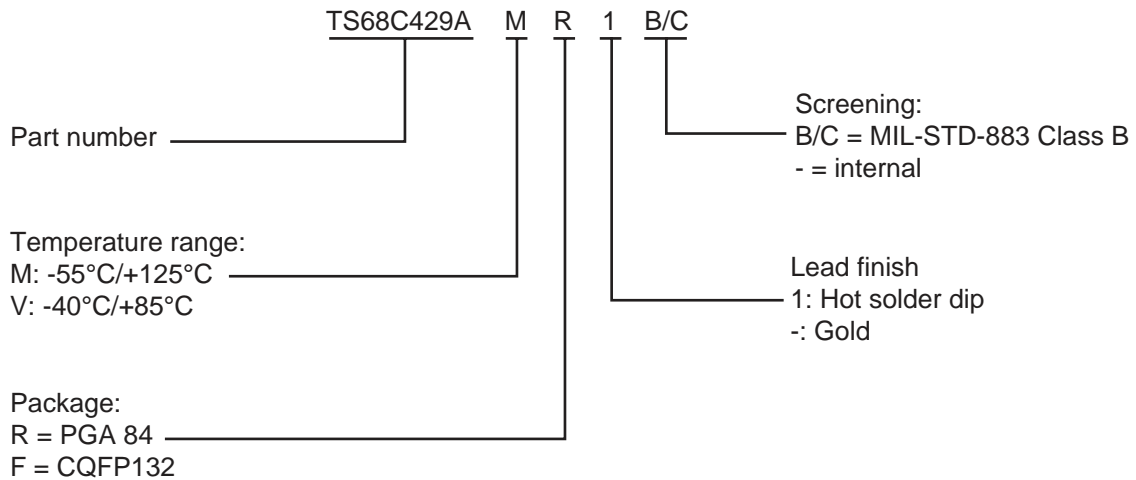 TS68C429A M R 1 B/C
Part number
Screening:
B/C = MIL-STD-883 Class B
- = internal
Temperature range:
M: -55°C/+125°C
V: -40°C/+85°C
Lead finish
1: Hot solder dip
-: Gold
Package:
R = PGA 84
F = CQFP132